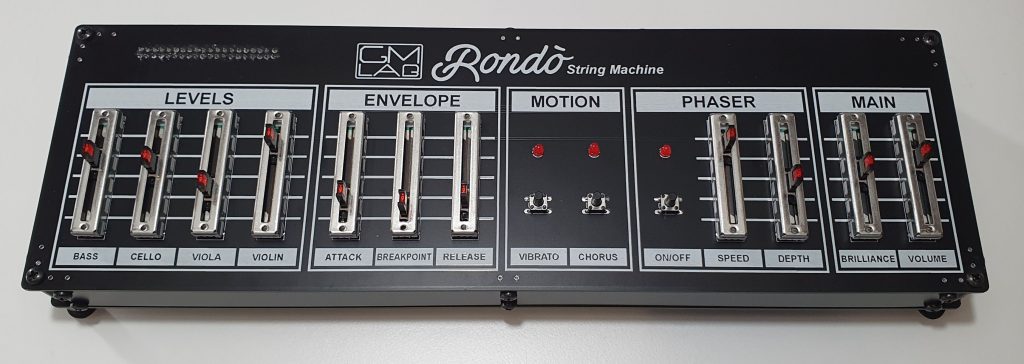 GM
LAB
Rondò String Machine
LEVELS
BASS
CELLO
VIOLA
VIOLIN
ENVELOPE
ATTACK
BREAKPOINT
RELEASE
MOTION
VIBRATO
CHORUS
PHASER
ON/OFF
SPEED
DEPTH
MAIN
BRILLIANCE
VOLUME